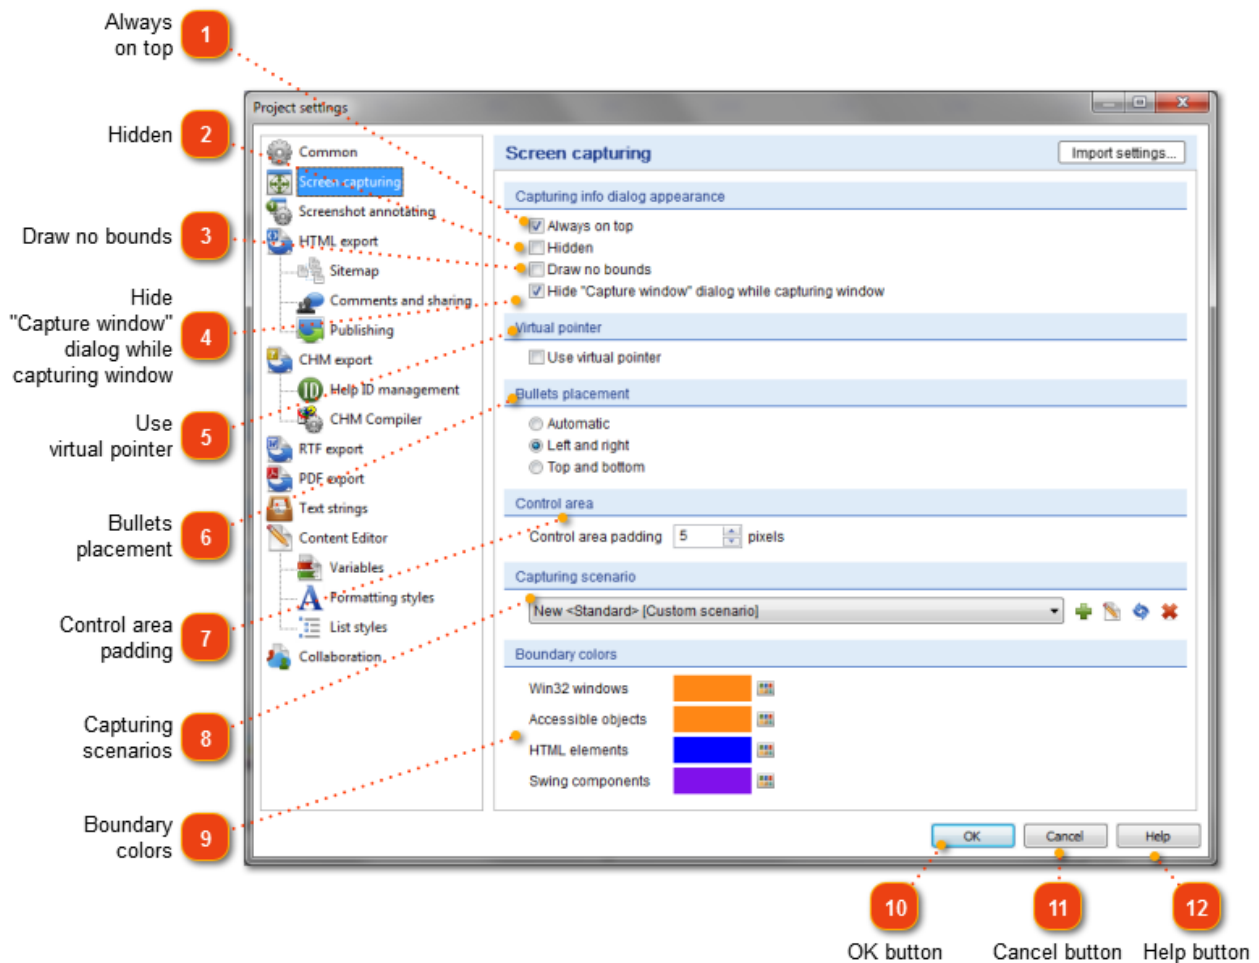 Always
on top
1
Hidden
2
Draw no bounds
3
Hide
"Capture window"
dialog while
capturing window
4
Use
virtual pointer
5
Bullets
placement
6
Control area
padding
7
Capturing
scenarios
8
Boundary
colors
9
Project settings
Common
Screen capturing
Screenshot annotating
HTML export
Sitemap
Comments and sharing
Publishing
CHM export
Help ID management
CHM Compiler
RTF export
PDF export
Text strings
Content Editor
Variables
Formatting styles
List styles
Collaboration
Screen capturing
Import settings...
Capturing info dialog appearance
Always on top
Hidden
Draw no bounds
Hide "Capture window" dialog while capturing window
Virtual pointer
Use virtual pointer
Bullets placement
Automatic
Left and right
Top and bottom
Control area
Control area padding 5 pixels
Capturing scenario
New <Standard> [Custom scenario]
Boundary colors
Win32 windows
Accessible objects
HTML elements
Swing components
OK Cancel Help
10 11 12
OK button Cancel button Help button